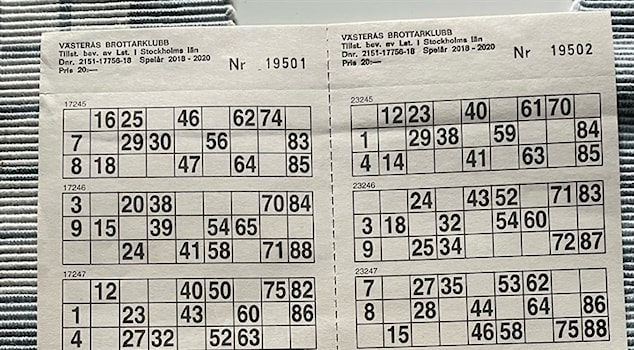 VÄSTERÅS BROTTARKLUBB
Tillst. bev. av Lst. i Stockholms län
Dnr. 2151-17756-18 Spelår 2018 - 2020
Pris 20:—
Nr 19501
17245
16 25 46 62 74
7 29 30 56 83
8 18 47 64 85
17246
3 20 38 70 84
9 15 39 54 65
24 41 58 71 88
17247
12 40 50 75 82
1 23 43 60 86
4 27 32 52 63
VÄSTERÅS BROTTARKLUBB
Tillst. bev. av Lst. i Stockholms län
Dnr. 2151-17756-18 Spelår 2018 - 2020
Pris 20:—
Nr 19502
23245
12 23 40 61 70
1 29 38 59 84
4 14 41 63 85
23246
24 43 52 71 83
3 18 32 54 60
9 25 34 72 87
23247
7 27 35 53 62
8 28 44 64 86
15 46 58 75 88